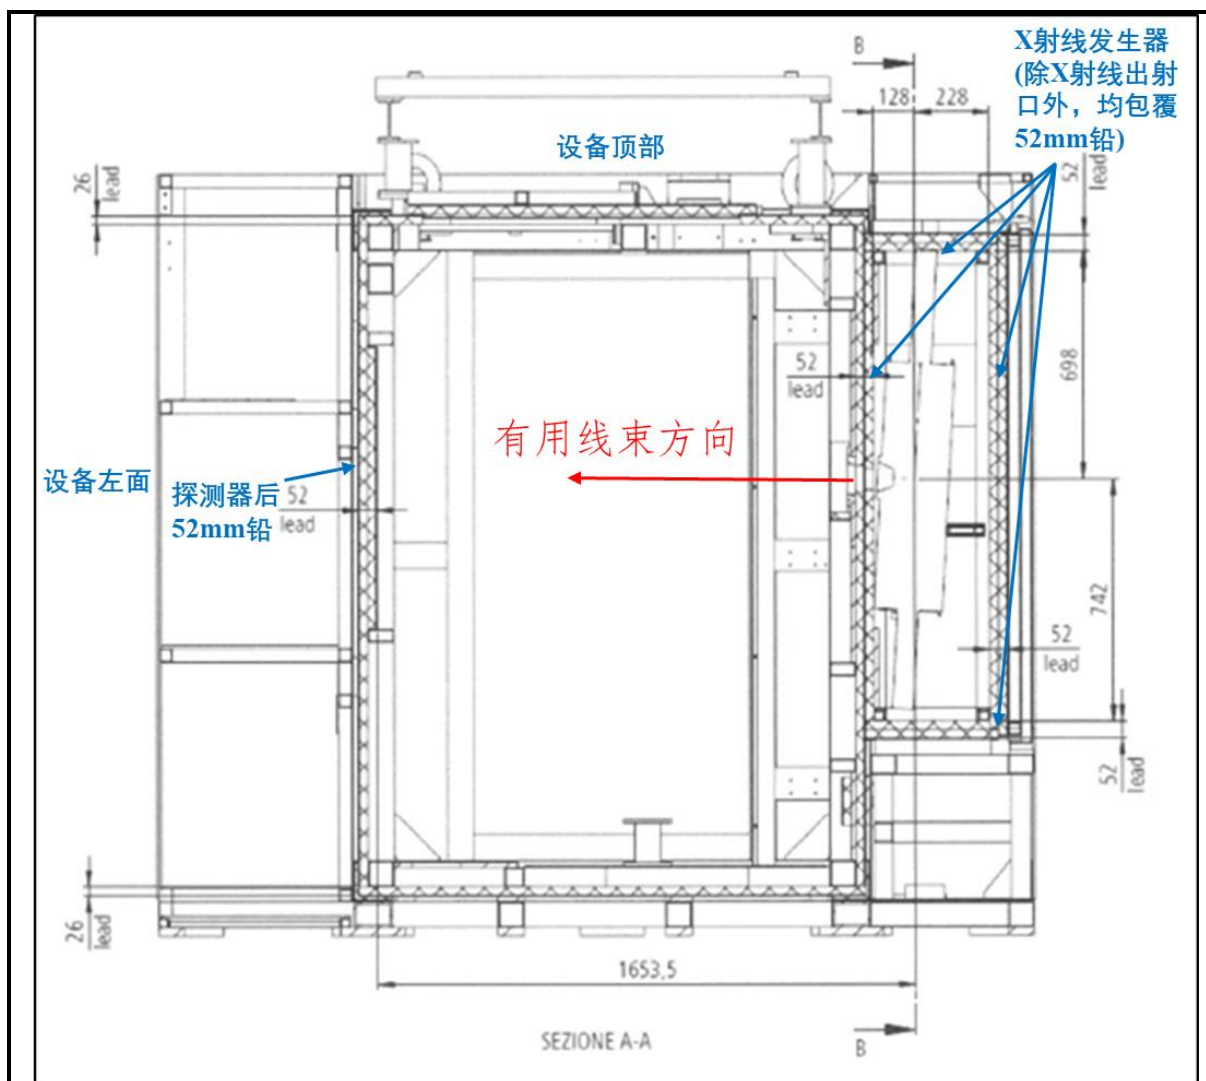 B
X射线发生器
(除X射线出射
口外，均包覆
52mm铅)
128
228
设备顶部
26
lead
52
lead
698
52
lead
有用线束方向
设备左面
探测器后
52mm铅
52
lead
742
52
lead
52
lead
26
lead
1653,5
SEZIONE A-A
B